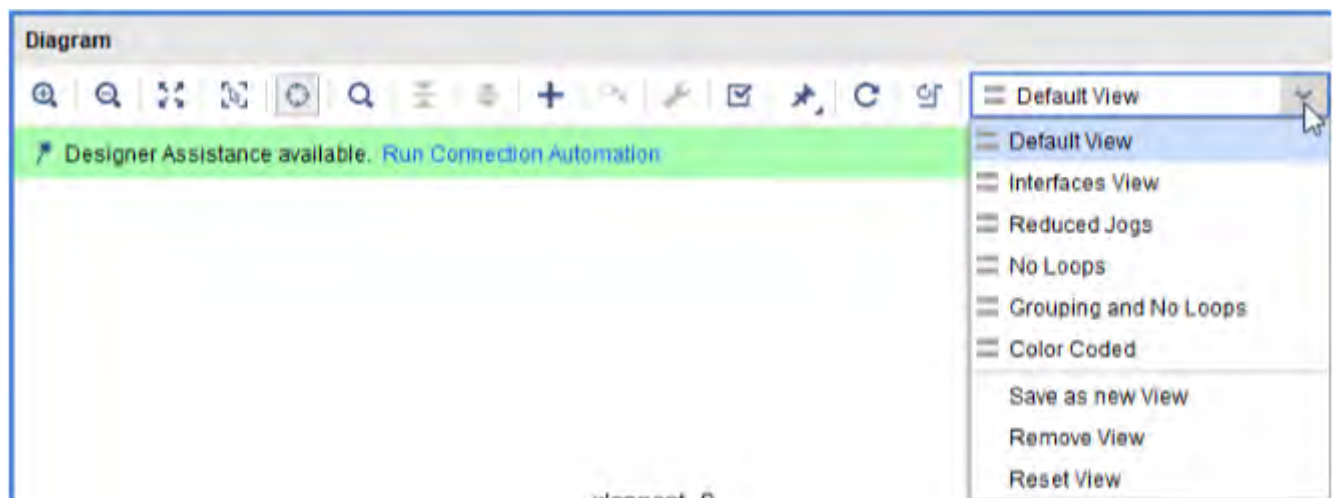 Diagram
Default View
Designer Assistance available. Run Connection Automation
Default View
Interfaces View
Reduced Jogs
No Loops
Grouping and No Loops
Color Coded
Save as new View
Remove View
Reset View